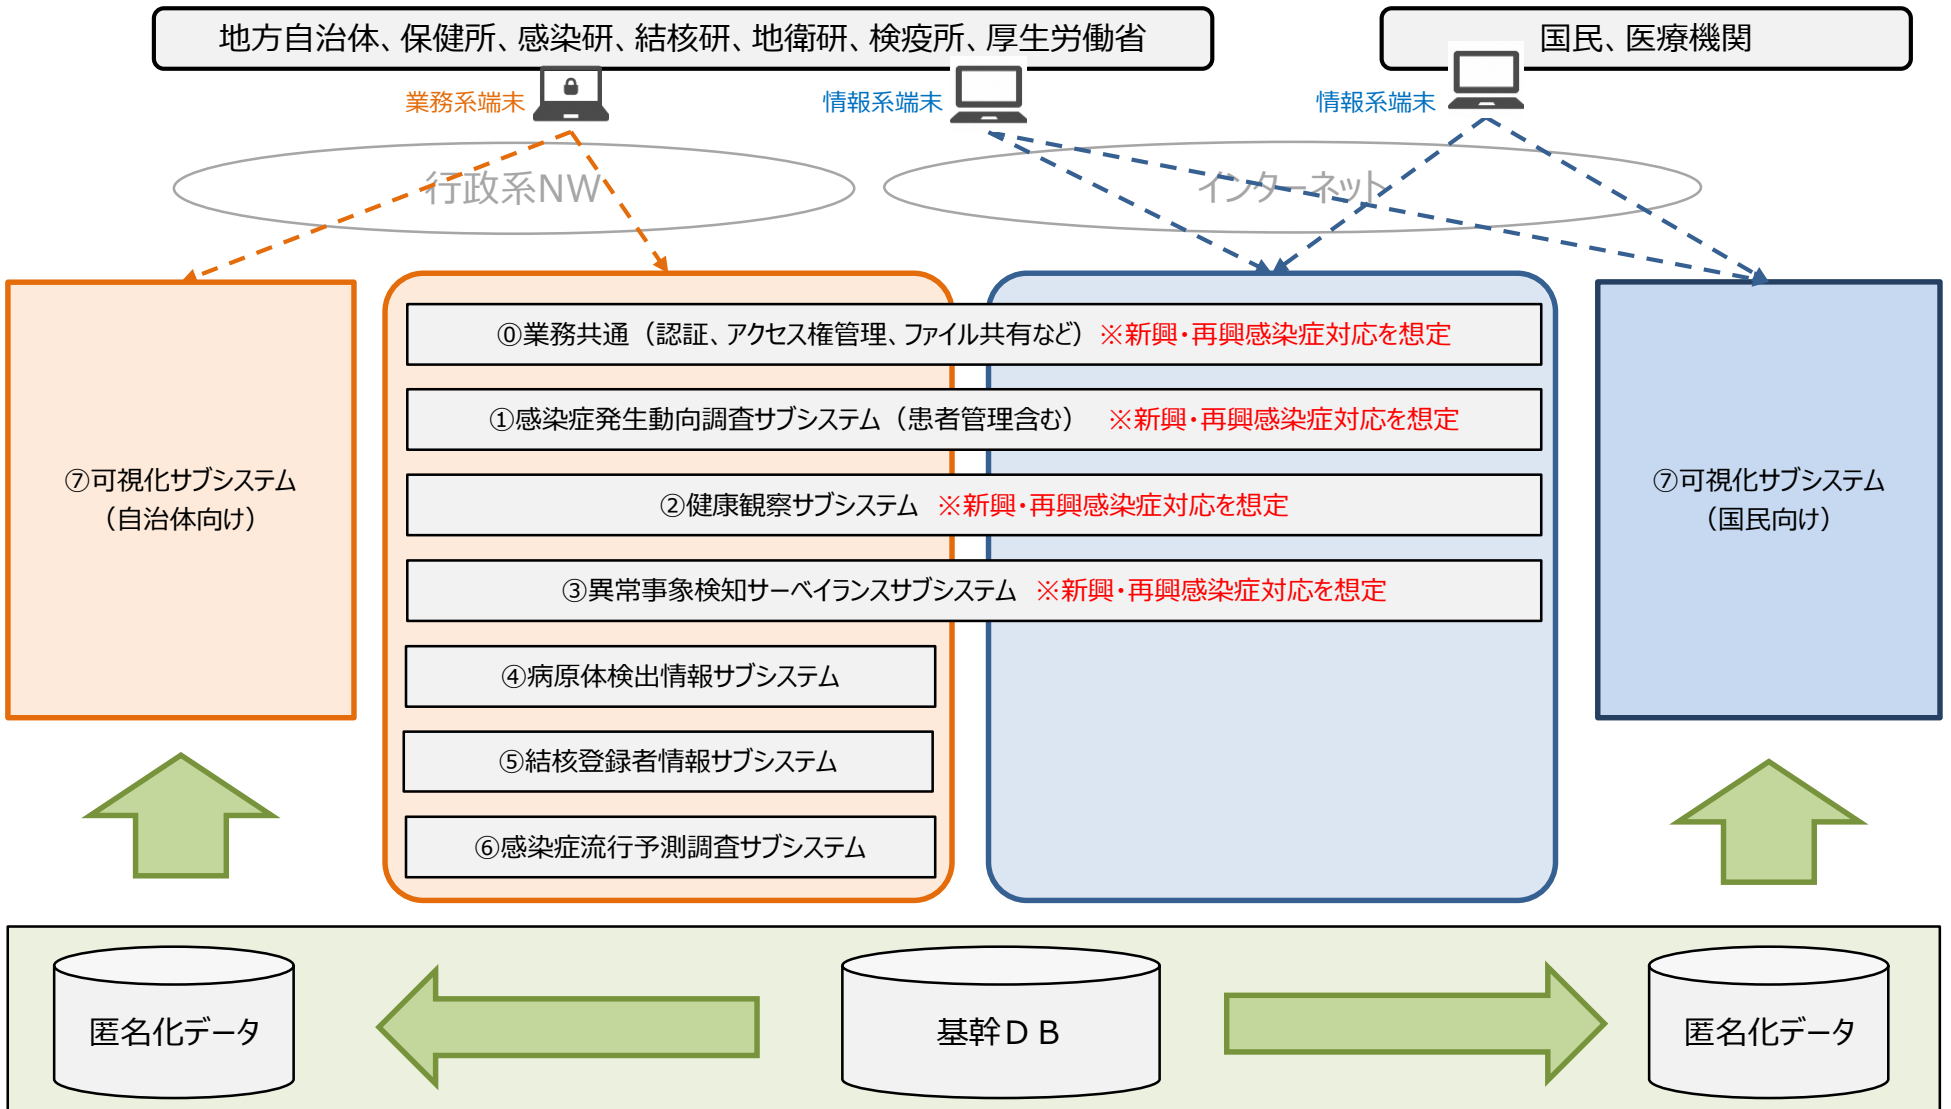 地方自治体、保健所、感染研、結核研、地衛研、検疫所、厚生労働省
国民、医療機関
業務系端末
情報系端末
情報系端末
行政系NW
インターネット
⓪業務共通（認証、アクセス権管理、ファイル共有など）※新興・再興感染症対応を想定
①感染症発生動向調査サブシステム（患者管理含む）　※新興・再興感染症対応を想定
②健康観察サブシステム　※新興・再興感染症対応を想定
③異常事象検知サーベイランスサブシステム　※新興・再興感染症対応を想定
④病原体検出情報サブシステム
⑤結核登録者情報サブシステム
⑥感染症流行予測調査サブシステム
⑦可視化サブシステム
（自治体向け）
⑦可視化サブシステム
（国民向け）
匿名化データ
基幹ＤＢ
匿名化データ